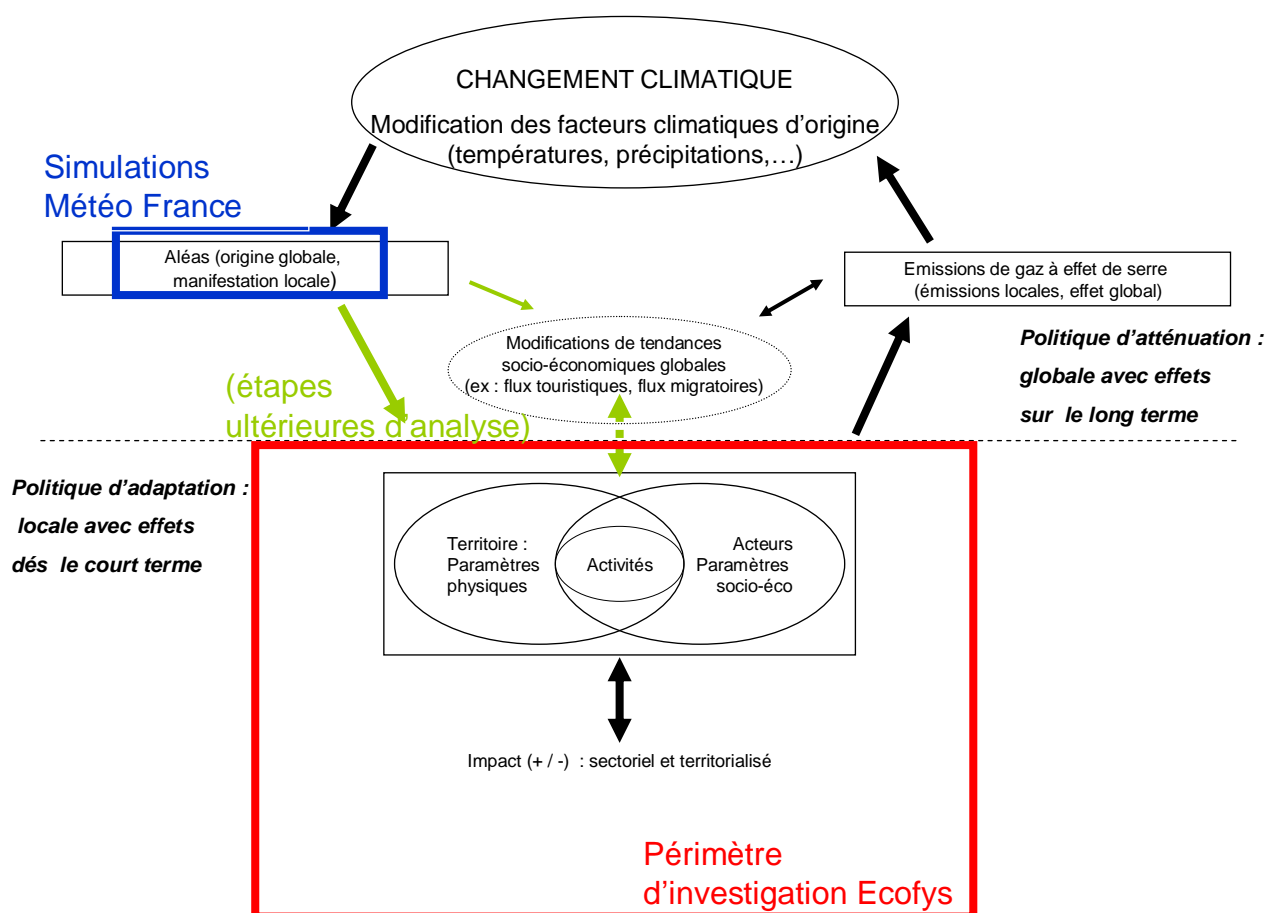 CHANGEMENT CLIMATIQUE
Modification des facteurs climatiques d'origine
(températures, précipitations,…)
Simulations
Météo France
Aléas (origine globale,
manifestation locale)
Emissions de gaz à effet de serre
(émissions locales, effet global)
Modifications de tendances
socio-économiques globales
(ex : flux touristiques, flux migratoires)
Politique d'atténuation :
globale avec effets
sur le long terme
(étapes
ultérieures d'analyse)
Politique d'adaptation :
locale avec effets
dés le court terme
Territoire :
Paramètres
physiques
Activités
Acteurs
Paramètres
socio-éco
Impact (+ / -) : sectoriel et territorialisé
Périmètre
d'investigation Ecofys